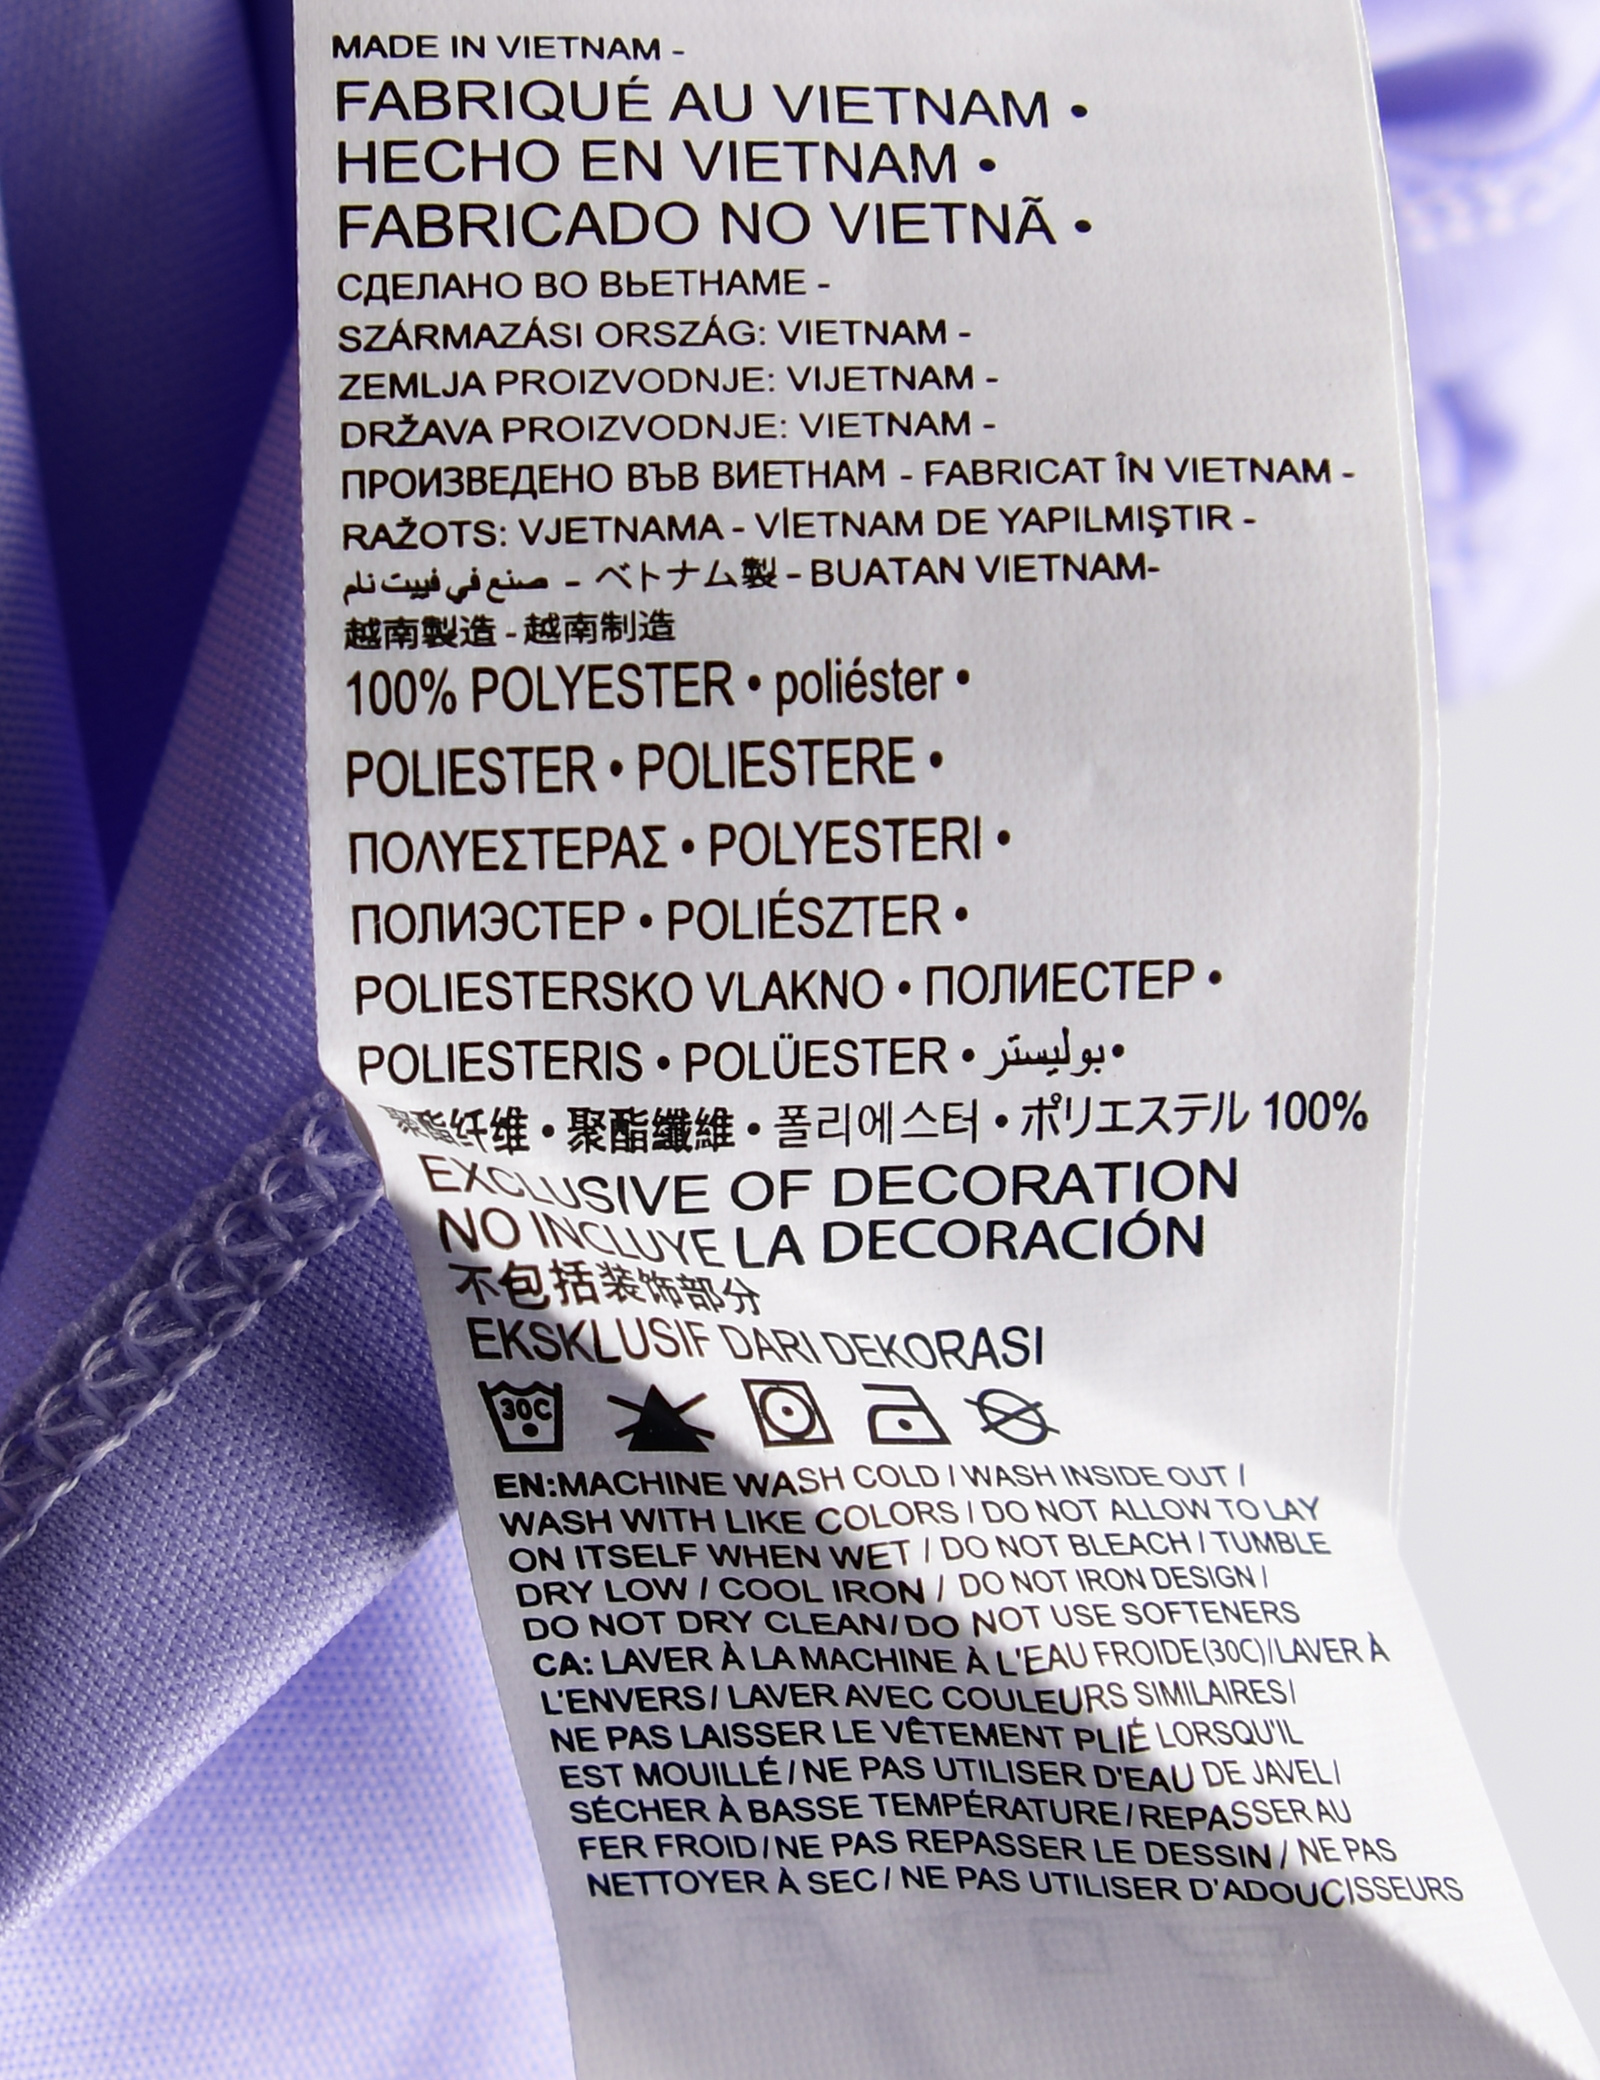 MADE IN VIETNAM -
FABRIQUÉ AU VIETNAM •
HECHO EN VIETNAM •
FABRICADO NO VIETNÃ •
СДЕЛАНО ВО ВЬЕТНАМЕ -
SZÁRMAZÁSI ORSZÁG: VIETNAM -
ZEMLJA PROIZVODNJE: VIJETNAM -
DRŽAVA PROIZVODNJE: VIETNAM -
ПРОИЗВЕДЕНО ВЪВ ВИЕТНАМ - FABRICAT ÎN VIETNAM -
RAŽOTS: VJETNAMA - VİETNAM DE YAPILMIŞTIR -
صنع في فييت نام - ベトナム製 - BUATAN VIETNAM-
越南製造 - 越南制造
100% POLYESTER • poliéster •
POLIESTER • POLIESTERE •
ΠΟΛΥΕΣΤΕΡΑΣ • POLYESTERI •
ПОЛИЭСТЕР • POLIÉSZTER •
POLIESTERSKO VLAKNO • ПОЛИЕСТЕР •
POLIESTERIS • POLÜESTER • بوليستر •
聚酯纤维 • 聚酯纖維 • 폴리에스터 • ポリエステル 100%
EXCLUSIVE OF DECORATION
NO INCLUYE LA DECORACIÓN
不包括装饰部分
EKSKLUSIF DARI DEKORASI
30C
EN:MACHINE WASH COLD / WASH INSIDE OUT /
WASH WITH LIKE COLORS / DO NOT ALLOW TO LAY
ON ITSELF WHEN WET / DO NOT BLEACH / TUMBLE
DRY LOW / COOL IRON / DO NOT IRON DESIGN /
DO NOT DRY CLEAN/DO NOT USE SOFTENERS
CA: LAVER À LA MACHINE À L'EAU FROIDE(30C)/LAVER À
L'ENVERS/ LAVER AVEC COULEURS SIMILAIRES/
NE PAS LAISSER LE VÊTEMENT PLIÉ LORSQU'IL
EST MOUILLÉ/NE PAS UTILISER D'EAU DE JAVEL/
SÉCHER À BASSE TEMPÉRATURE/REPASSER AU
FER FROID/NE PAS REPASSER LE DESSIN/ NE PAS
NETTOYER À SEC/ NE PAS UTILISER D'ADOUCISSEURS